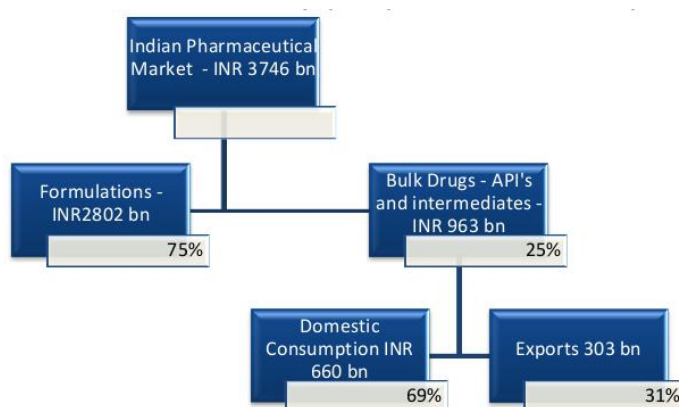 Indian Pharmaceutical
Market - INR 3746 bn
Formulations -
INR2802 bn
75%
Bulk Drugs - API's
and intermediates -
INR 963 bn
25%
Domestic
Consumption INR
660 bn
69%
Exports 303 bn
31%